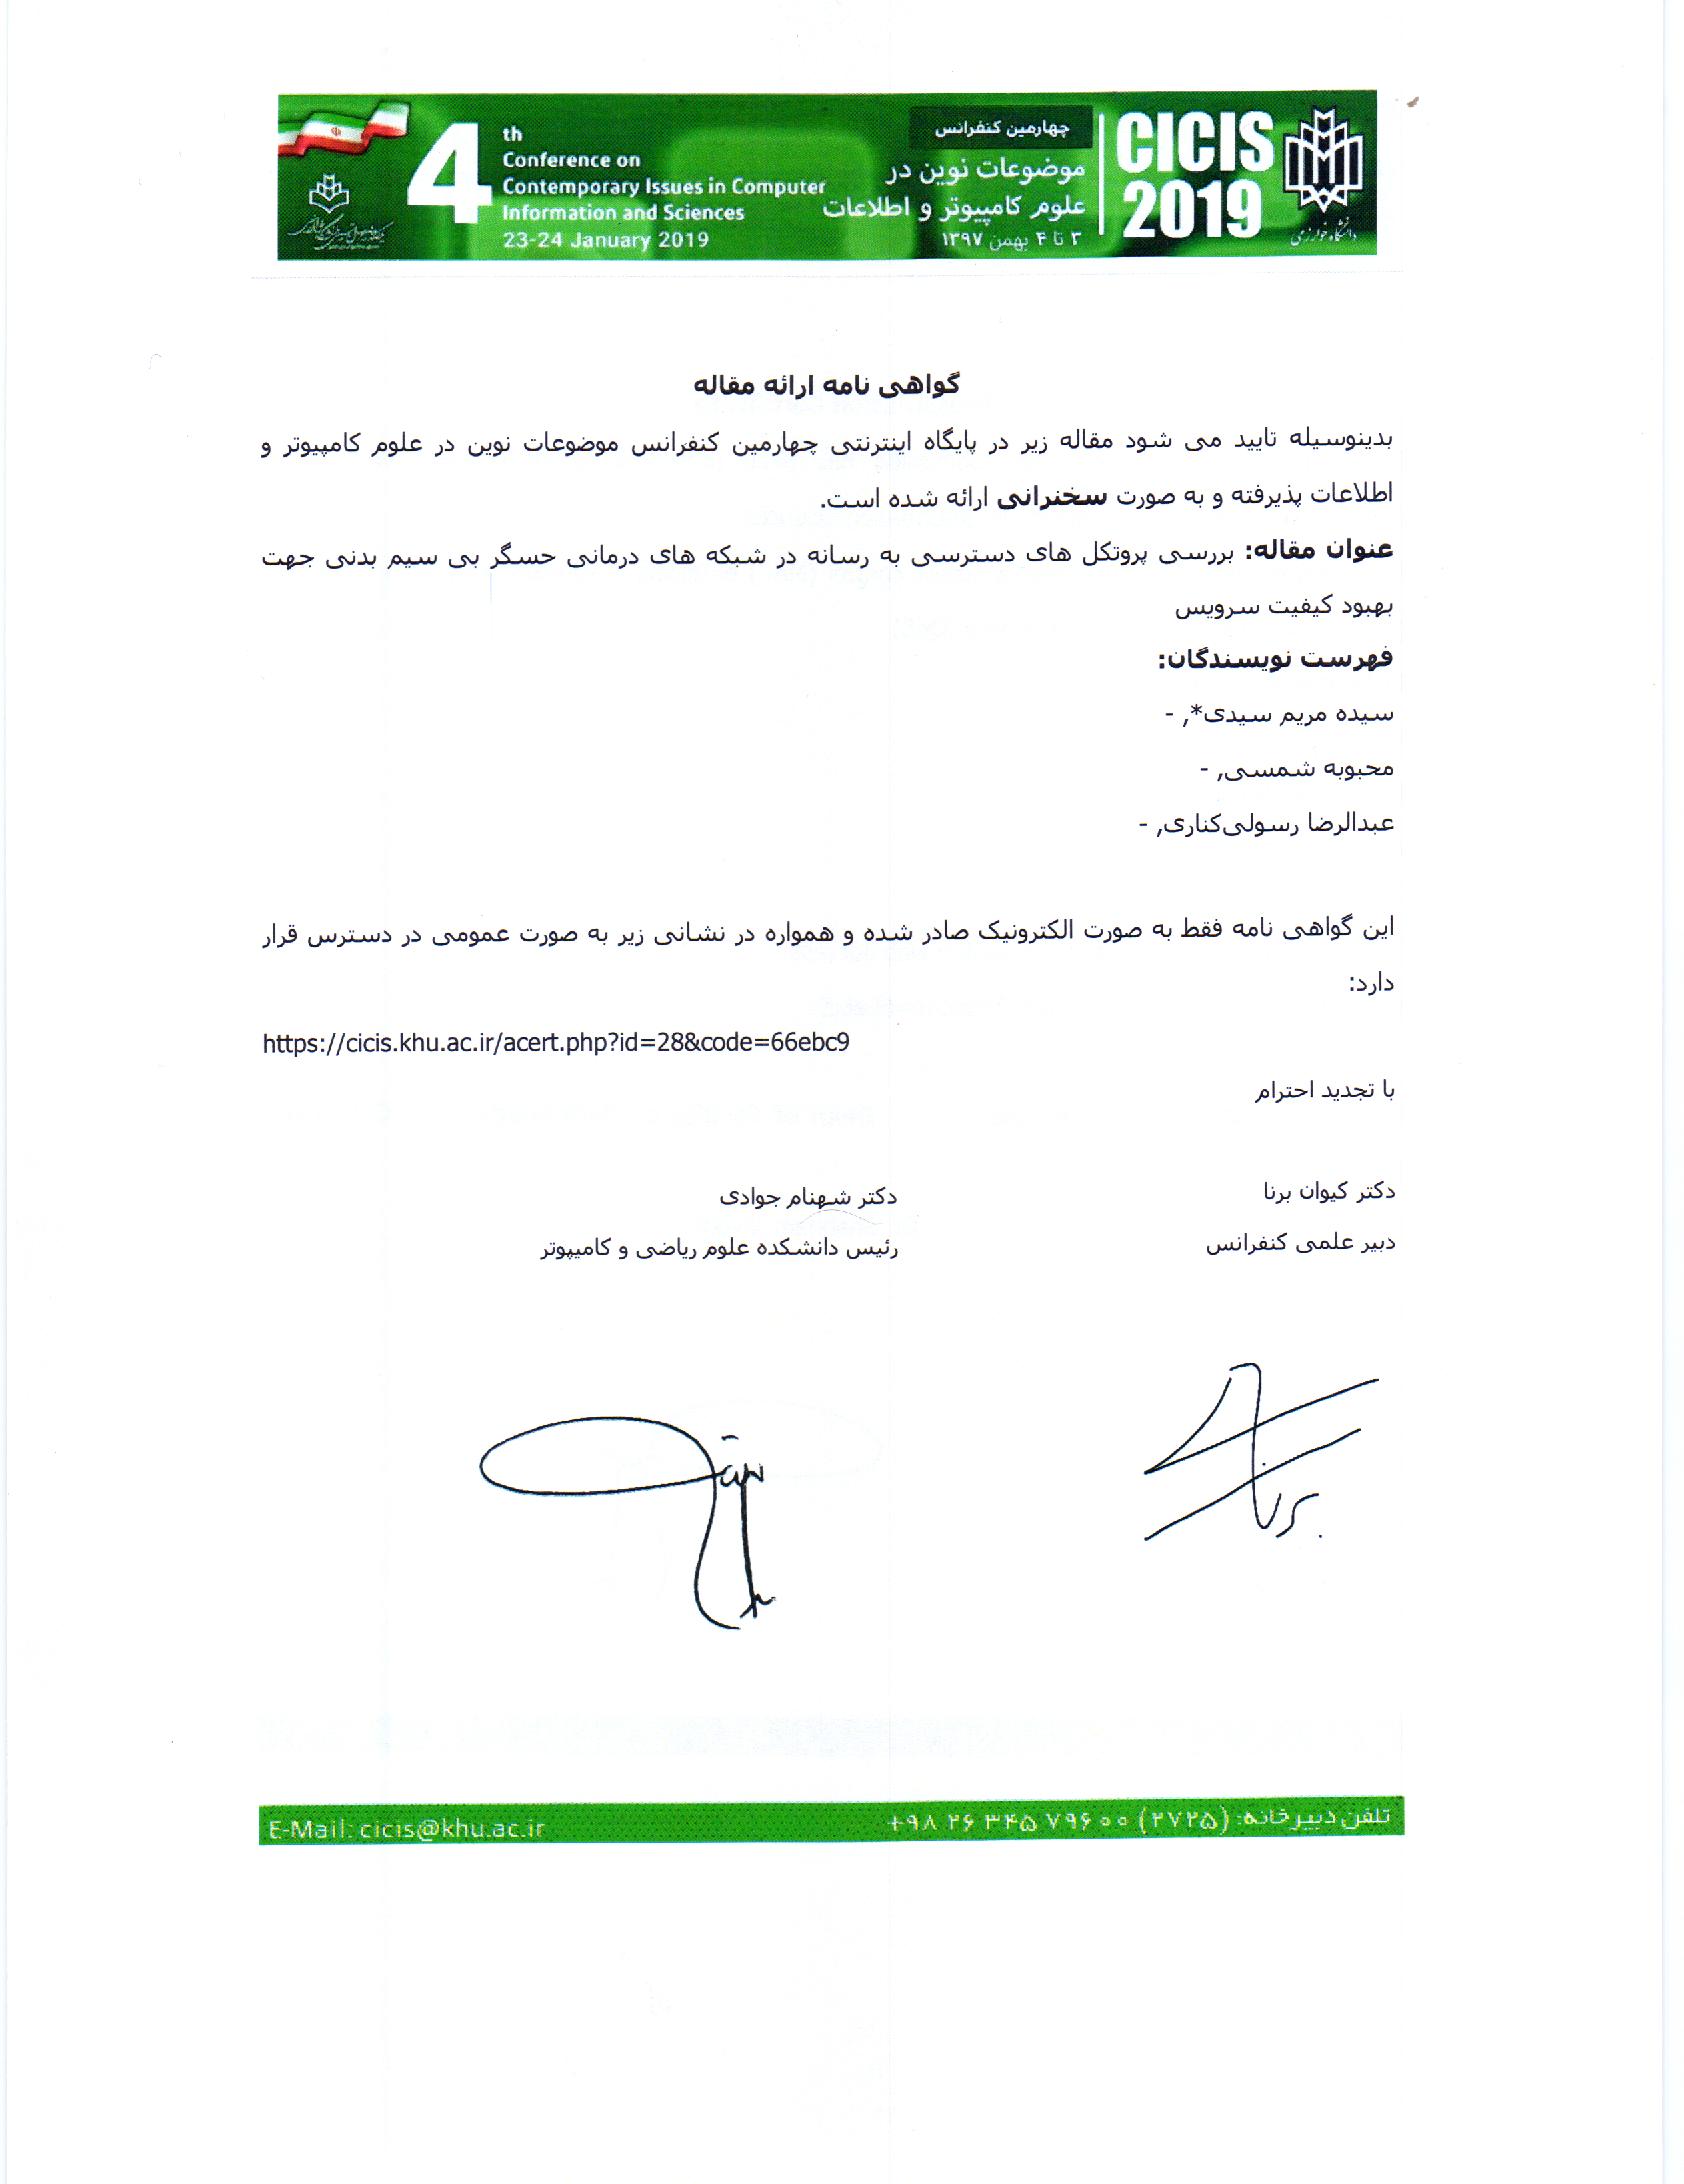 4
th
Conference on
Contemporary Issues in Computer
Information and Sciences
23-24 January 2019
چهارمین کنفرانس
موضوعات نوین در
علوم کامپیوتر و اطلاعات
۳ تا ۴ بهمن ۱۳۹۷
CICIS
2019
دانشگاه خوارزمی
گواهی نامه ارائه مقاله
بدینوسیله تایید می شود مقاله زیر در پایگاه اینترنتی چهارمین کنفرانس موضوعات نوین در علوم کامپیوتر و
اطلاعات پذیرفته و به صورت سخنرانی ارائه شده است.
عنوان مقاله: بررسی پروتکل های دسترسی به رسانه در شبکه های درمانی حسگر بی سیم بدنی جهت
بهبود کیفیت سرویس
فهرست نویسندگان:
سیده مریم سیدی*, -
محبوبه شمسی, -
عبدالرضا رسولی‌کناری, -
این گواهی نامه فقط به صورت الکترونیک صادر شده و همواره در نشانی زیر به صورت عمومی در دسترس قرار
دارد:
https://cicis.khu.ac.ir/acert.php?id=28&code=66ebc9
با تجدید احترام
دکتر کیوان برنا
دبیر علمی کنفرانس
دکتر شهنام جوادی
رئیس دانشکده علوم ریاضی و کامپیوتر
تلفن دبیرخانه: (۲۷۲۵) ۰۰ ۷۹۶ ۳۴۵ ۲۶ ۹۸+
E-Mail: cicis@khu.ac.ir